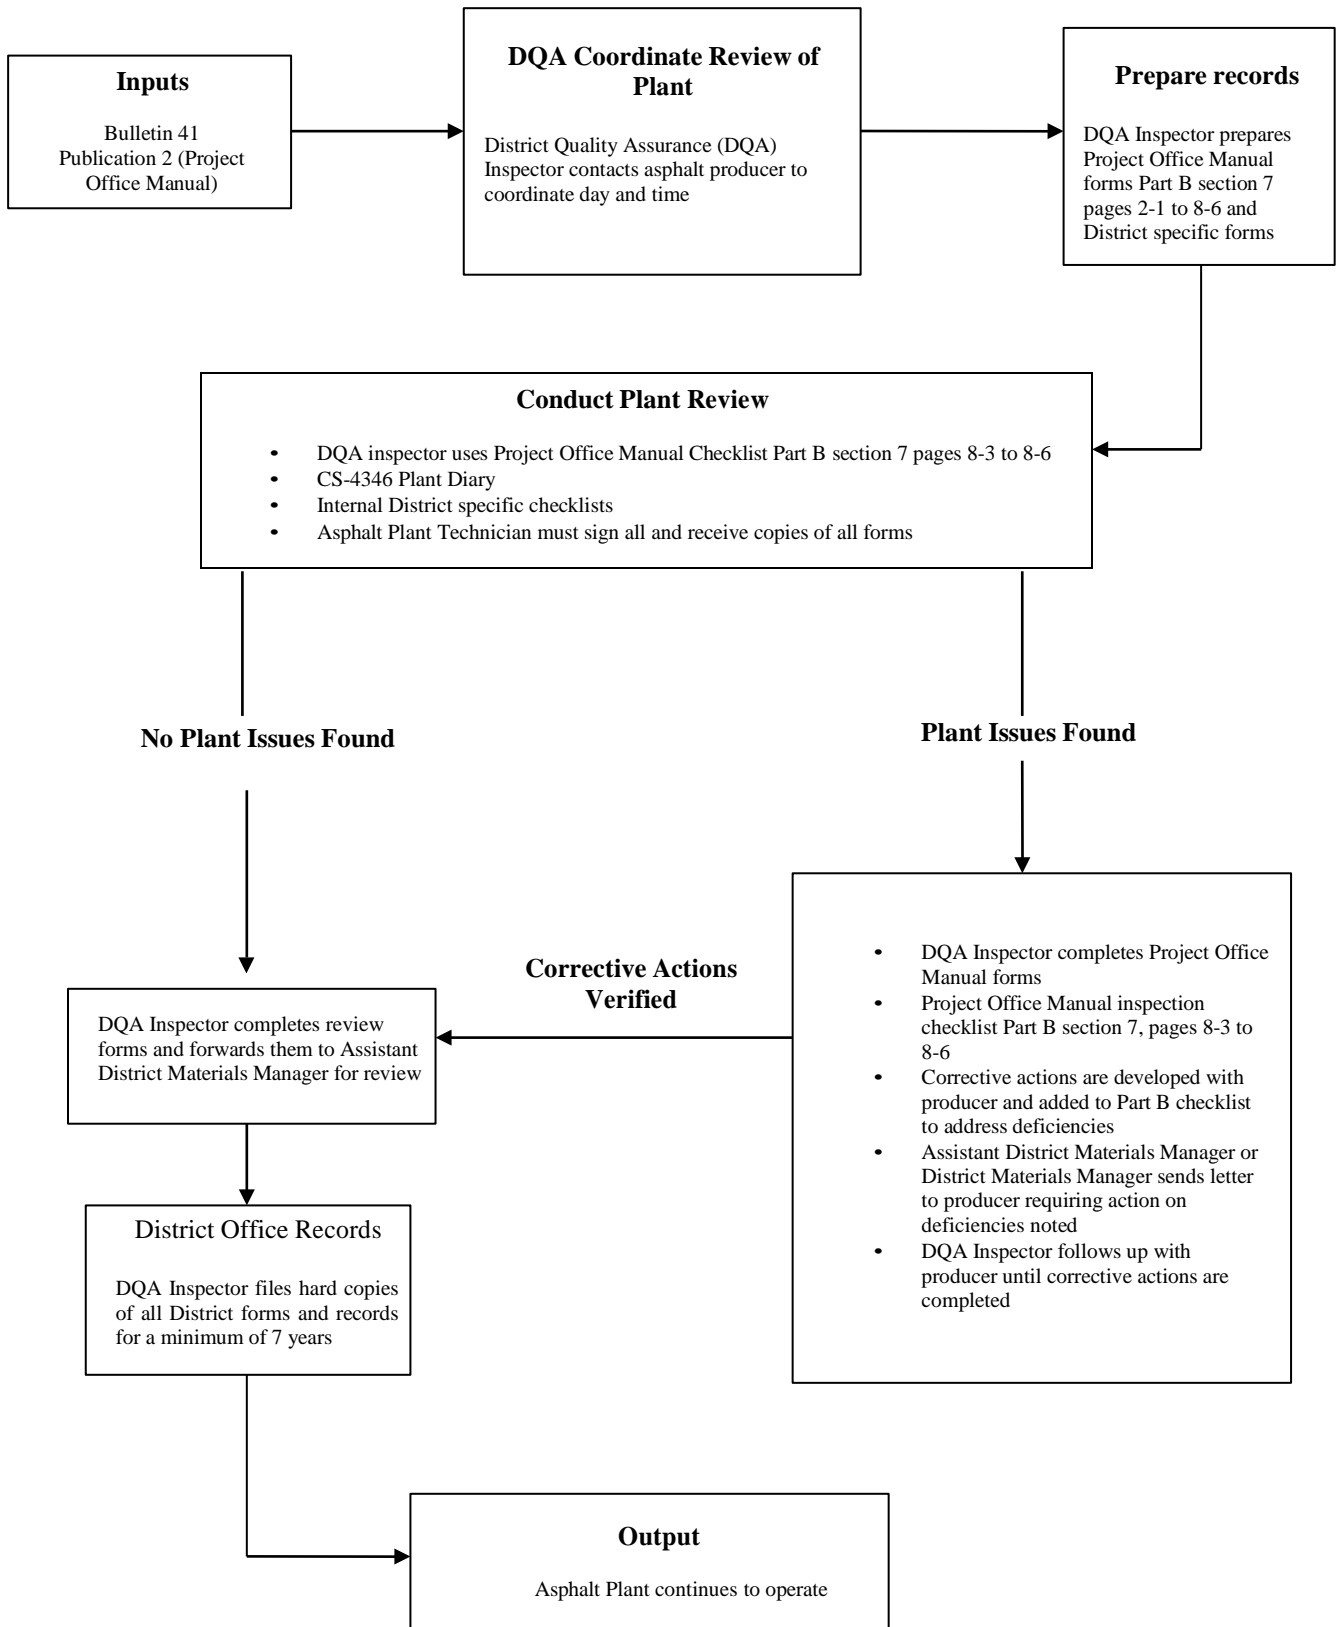 Inputs
Bulletin 41
Publication 2 (Project
Office Manual)
DQA Coordinate Review of
Plant
District Quality Assurance (DQA)
Inspector contacts asphalt producer to
coordinate day and time
Prepare records
DQA Inspector prepares
Project Office Manual
forms Part B section 7
pages 2-1 to 8-6 and
District specific forms
Conduct Plant Review
• DQA inspector uses Project Office Manual Checklist Part B section 7 pages 8-3 to 8-6
• CS-4346 Plant Diary
• Internal District specific checklists
• Asphalt Plant Technician must sign all and receive copies of all forms
No Plant Issues Found
Plant Issues Found
• DQA Inspector completes Project Office
Manual forms
• Project Office Manual inspection
checklist Part B section 7, pages 8-3 to
8-6
• Corrective actions are developed with
producer and added to Part B checklist
to address deficiencies
• Assistant District Materials Manager or
District Materials Manager sends letter
to producer requiring action on
deficiencies noted
• DQA Inspector follows up with
producer until corrective actions are
completed
Corrective Actions
Verified
DQA Inspector completes review
forms and forwards them to Assistant
District Materials Manager for review
District Office Records
DQA Inspector files hard copies
of all District forms and records
for a minimum of 7 years
Output
Asphalt Plant continues to operate